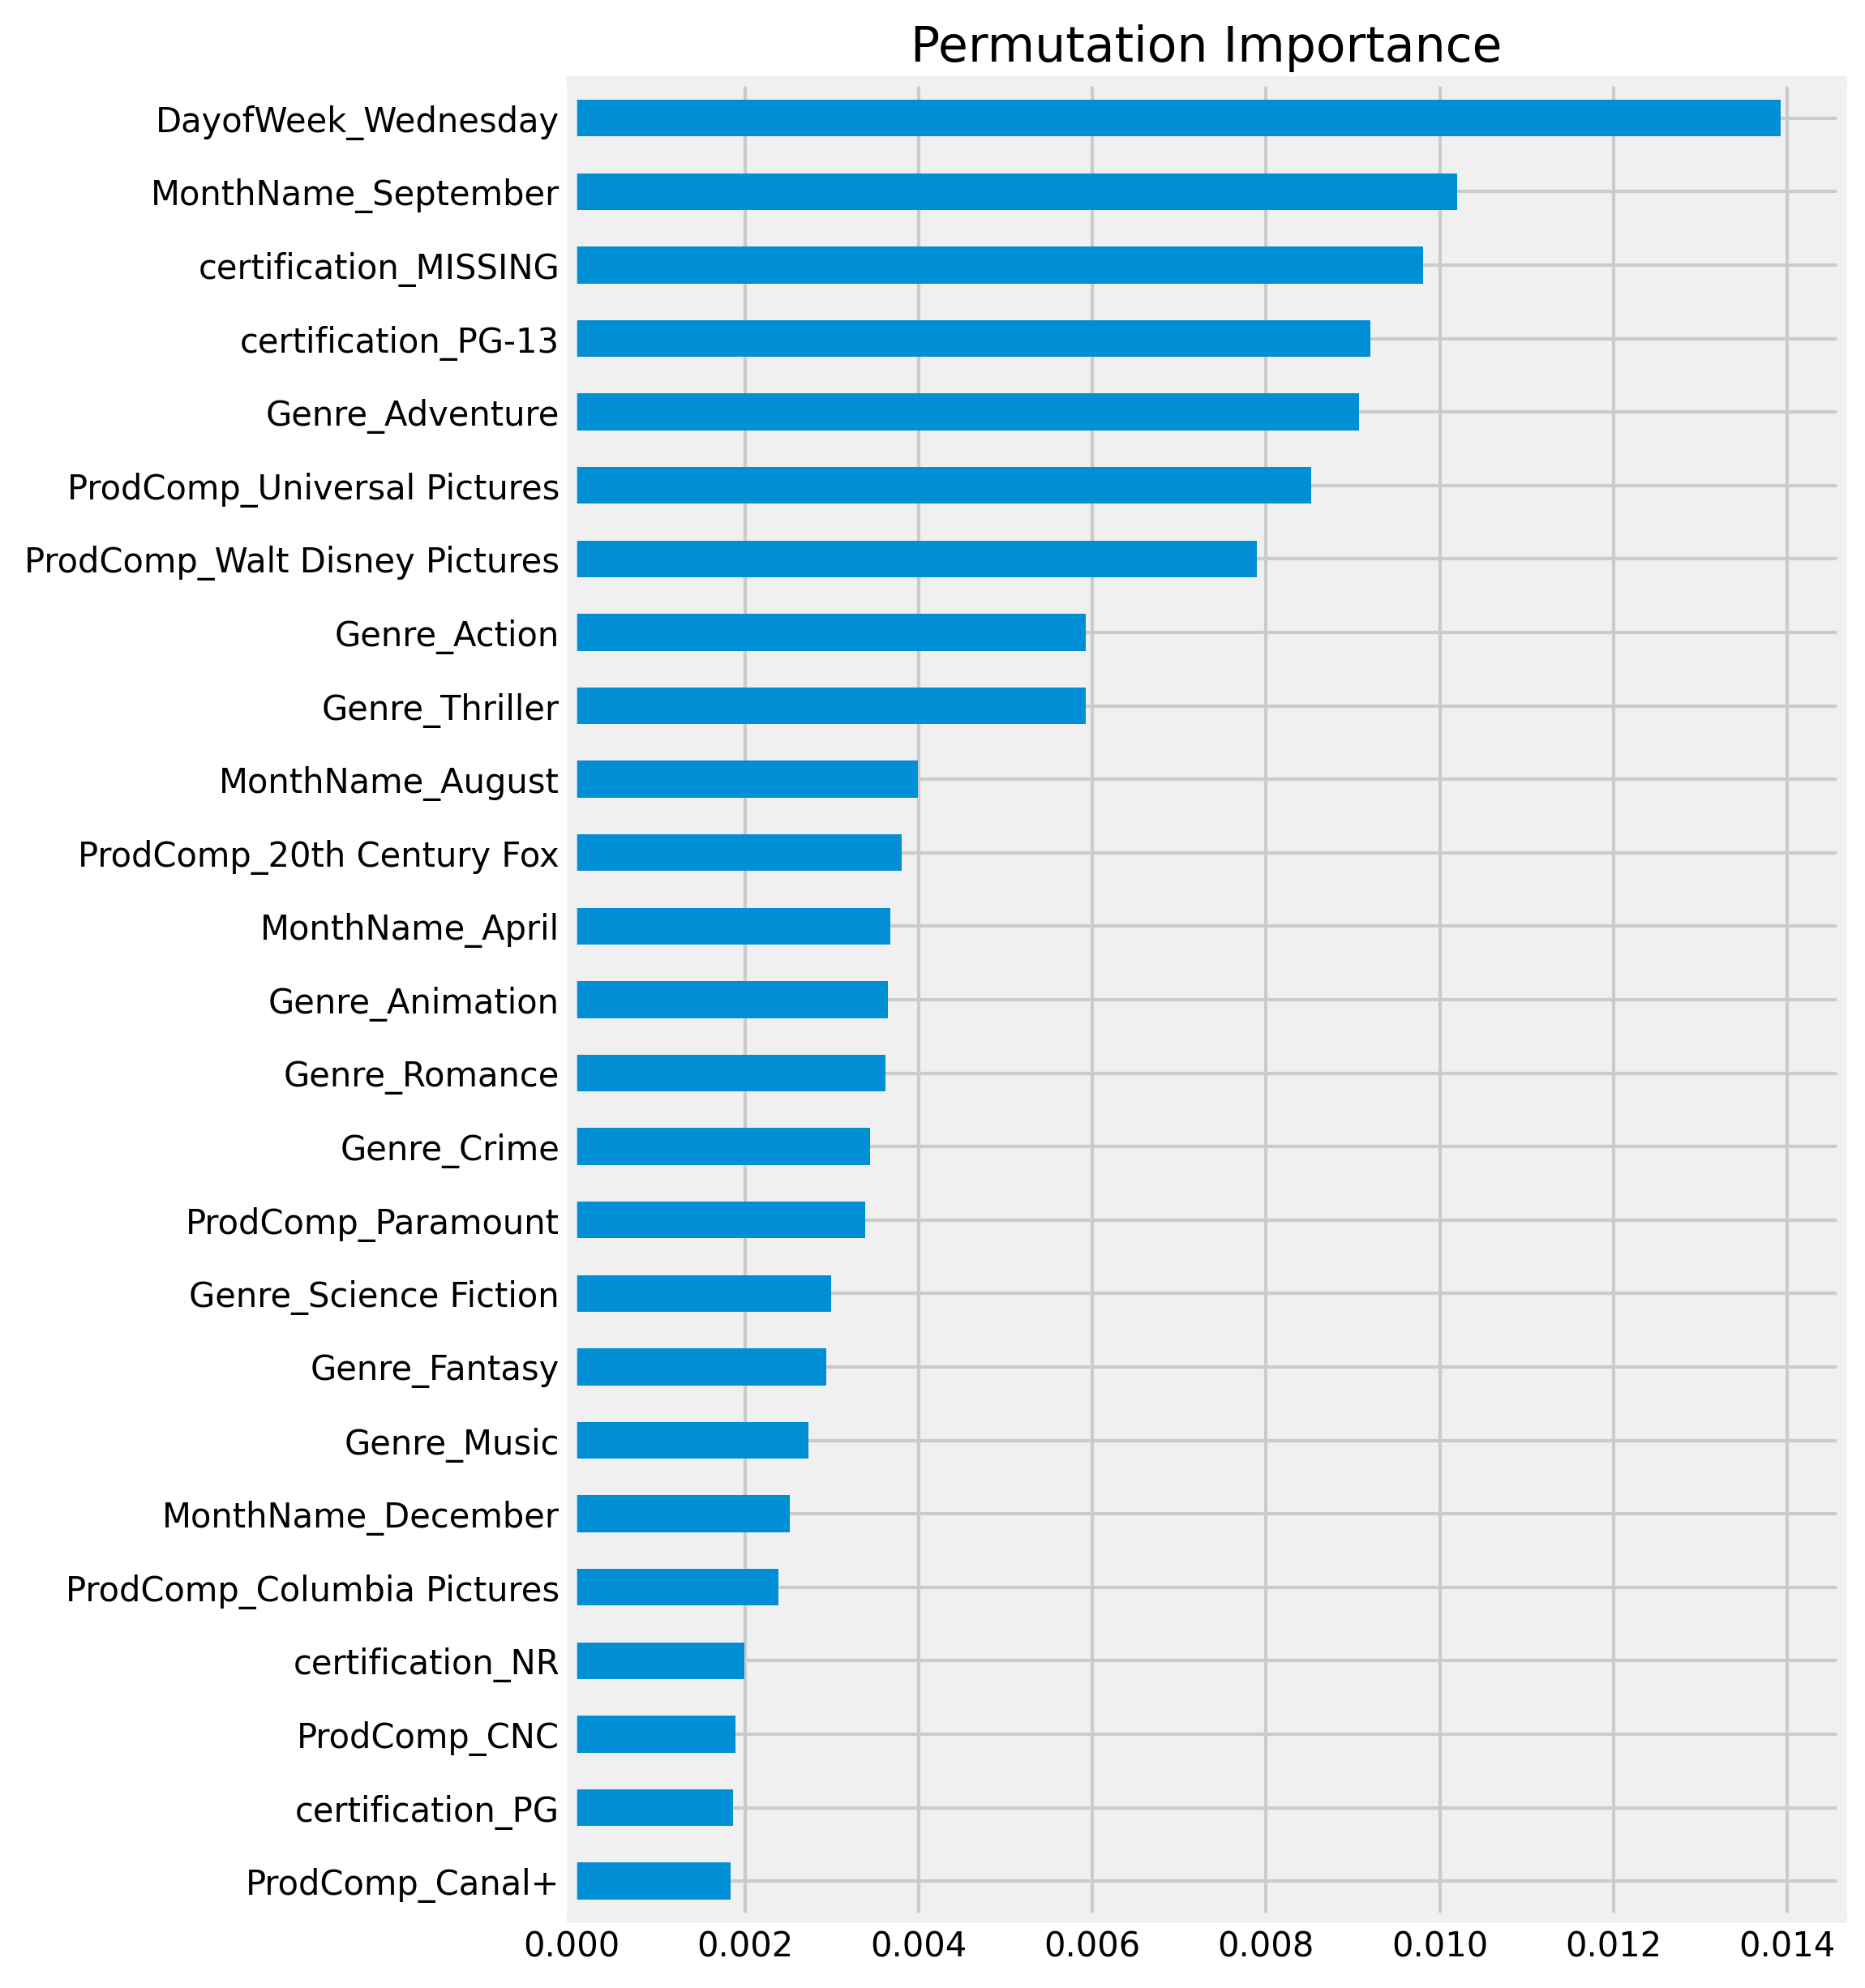 Permutation Importance
DayofWeek_Wednesday
MonthName_September
certification_MISSING
certification_PG-13
Genre_Adventure
ProdComp_Universal Pictures
ProdComp_Walt Disney Pictures
Genre_Action
Genre_Thriller
MonthName_August
ProdComp_20th Century Fox
MonthName_April
Genre_Animation
Genre_Romance
Genre_Crime
ProdComp_Paramount
Genre_Science Fiction
Genre_Fantasy
Genre_Music
MonthName_December
ProdComp_Columbia Pictures
certification_NR
ProdComp_CNC
certification_PG
ProdComp_Canal+
0.000 0.002 0.004 0.006 0.008 0.010 0.012 0.014